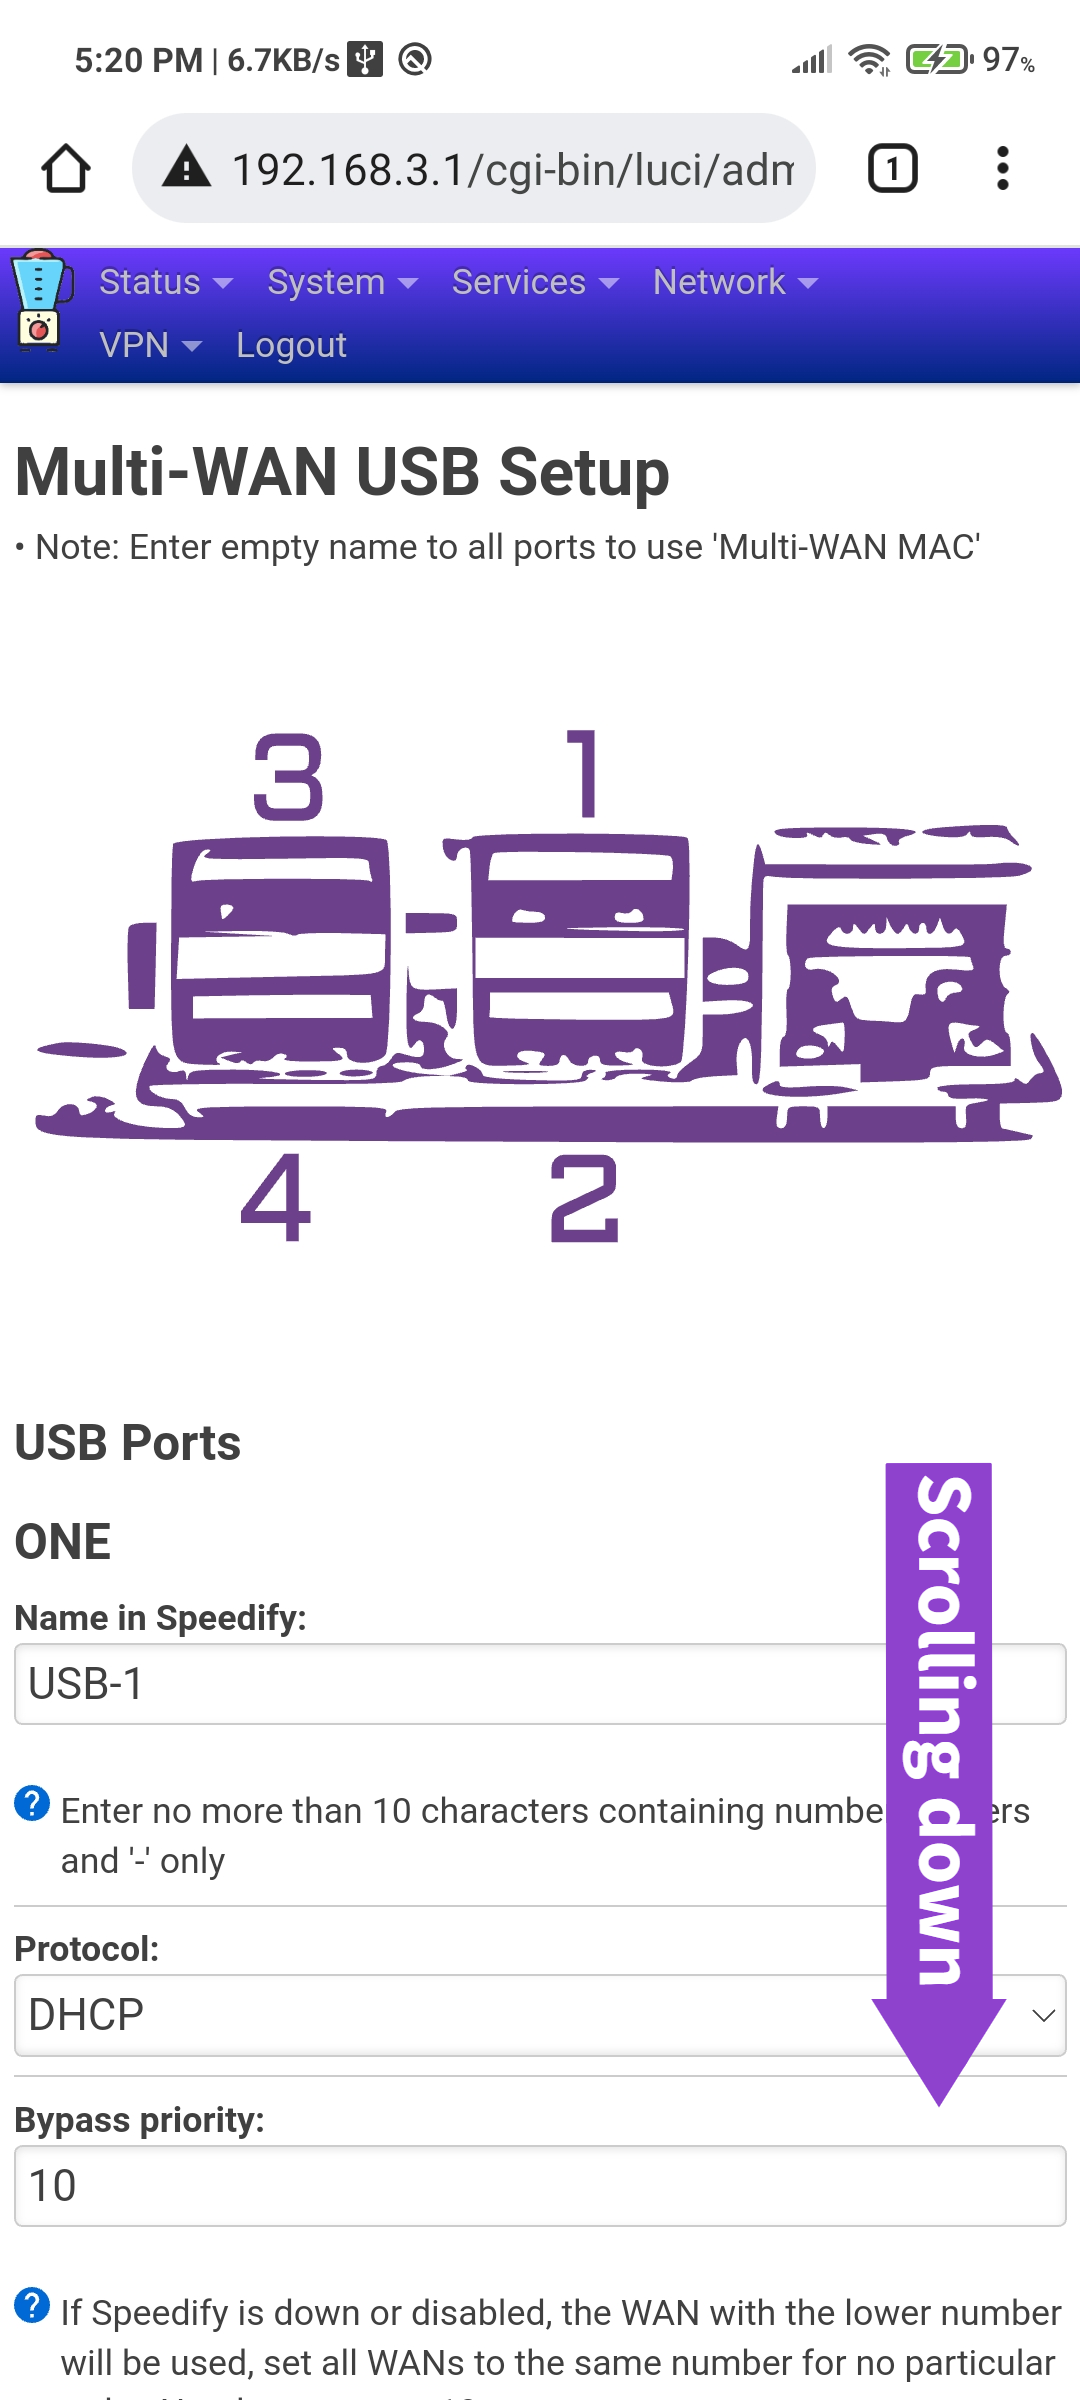 5:20 PM | 6.7KB/s
97%
192.168.3.1/cgi-bin/luci/adm
1
Status System Services Network
VPN Logout
Multi-WAN USB Setup
• Note: Enter empty name to all ports to use 'Multi-WAN MAC'
3 1
4 2
USB Ports
ONE
Name in Speedify:
USB-1
Enter no more than 10 characters containing
and '-' only
Protocol:
DHCP
Bypass priority:
10
If Speedify is down or disabled, the WAN with the lower number
will be used, set all WANs to the same number for no particular
Scrolling down